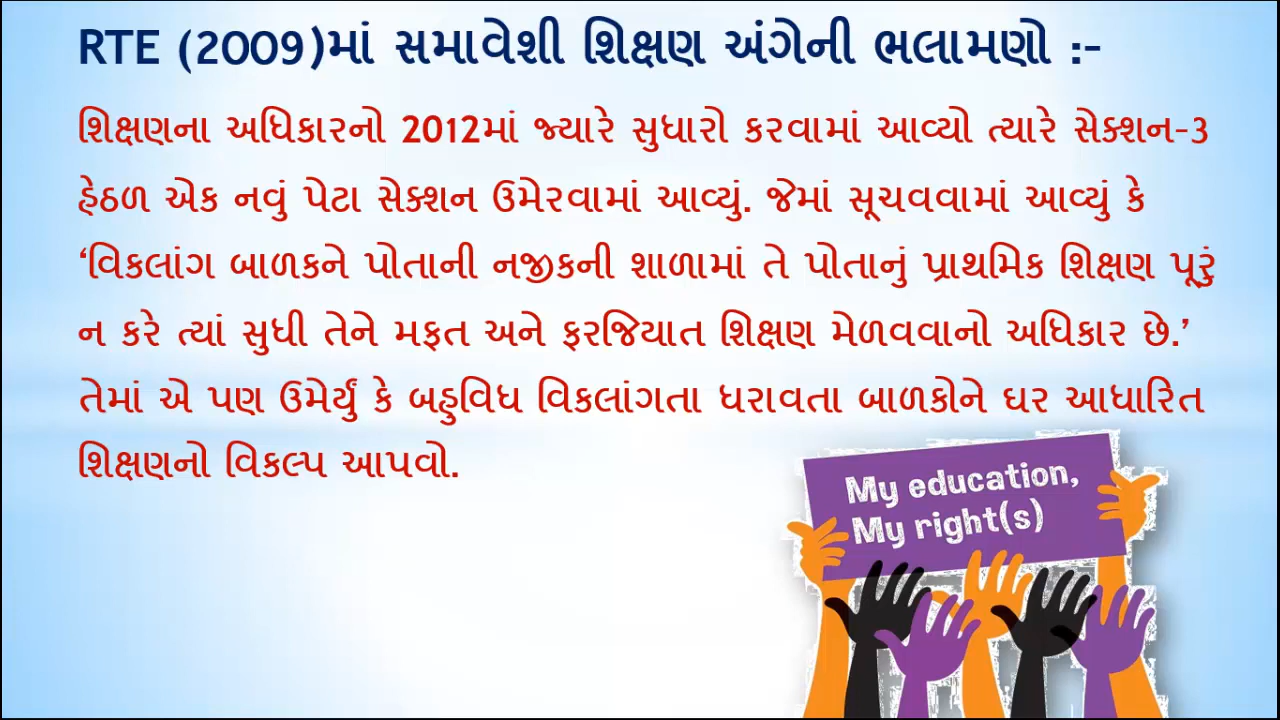 RTE (2009)માં સમાવેશી શિક્ષણ અંગેની ભલામણો :-
શિક્ષણના અધિકારનો 2012માં જ્યારે સુધારો કરવામાં આવ્યો ત્યારે સેક્શન-૩
હેઠળ એક નવું પેટા સેક્શન ઉમેરવામાં આવ્યું. જેમાં સૂચવવામાં આવ્યું કે
‘વિકલાંગ બાળકને પોતાની નજીકની શાળામાં તે પોતાનું પ્રાથમિક શિક્ષણ પૂરું
ન કરે ત્યાં સુધી તેને મફત અને ફરજિયાત શિક્ષણ મેળવવાનો અધિકાર છે.’
તેમાં એ પણ ઉમેર્યું કે બહુવિધ વિકલાંગતા ધરાવતા બાળકોને ઘર આધારિત
શિક્ષણનો વિકલ્પ આપવો.
My education,
My right(s)